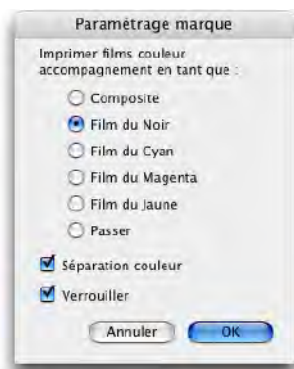 Paramétrage marque
Imprimer films couleur
accompagnement en tant que :
Composite
Film du Noir
Film du Cyan
Film du Magenta
Film du Jaune
Passer
Séparation couleur
Verrouiller
Annuler
OK